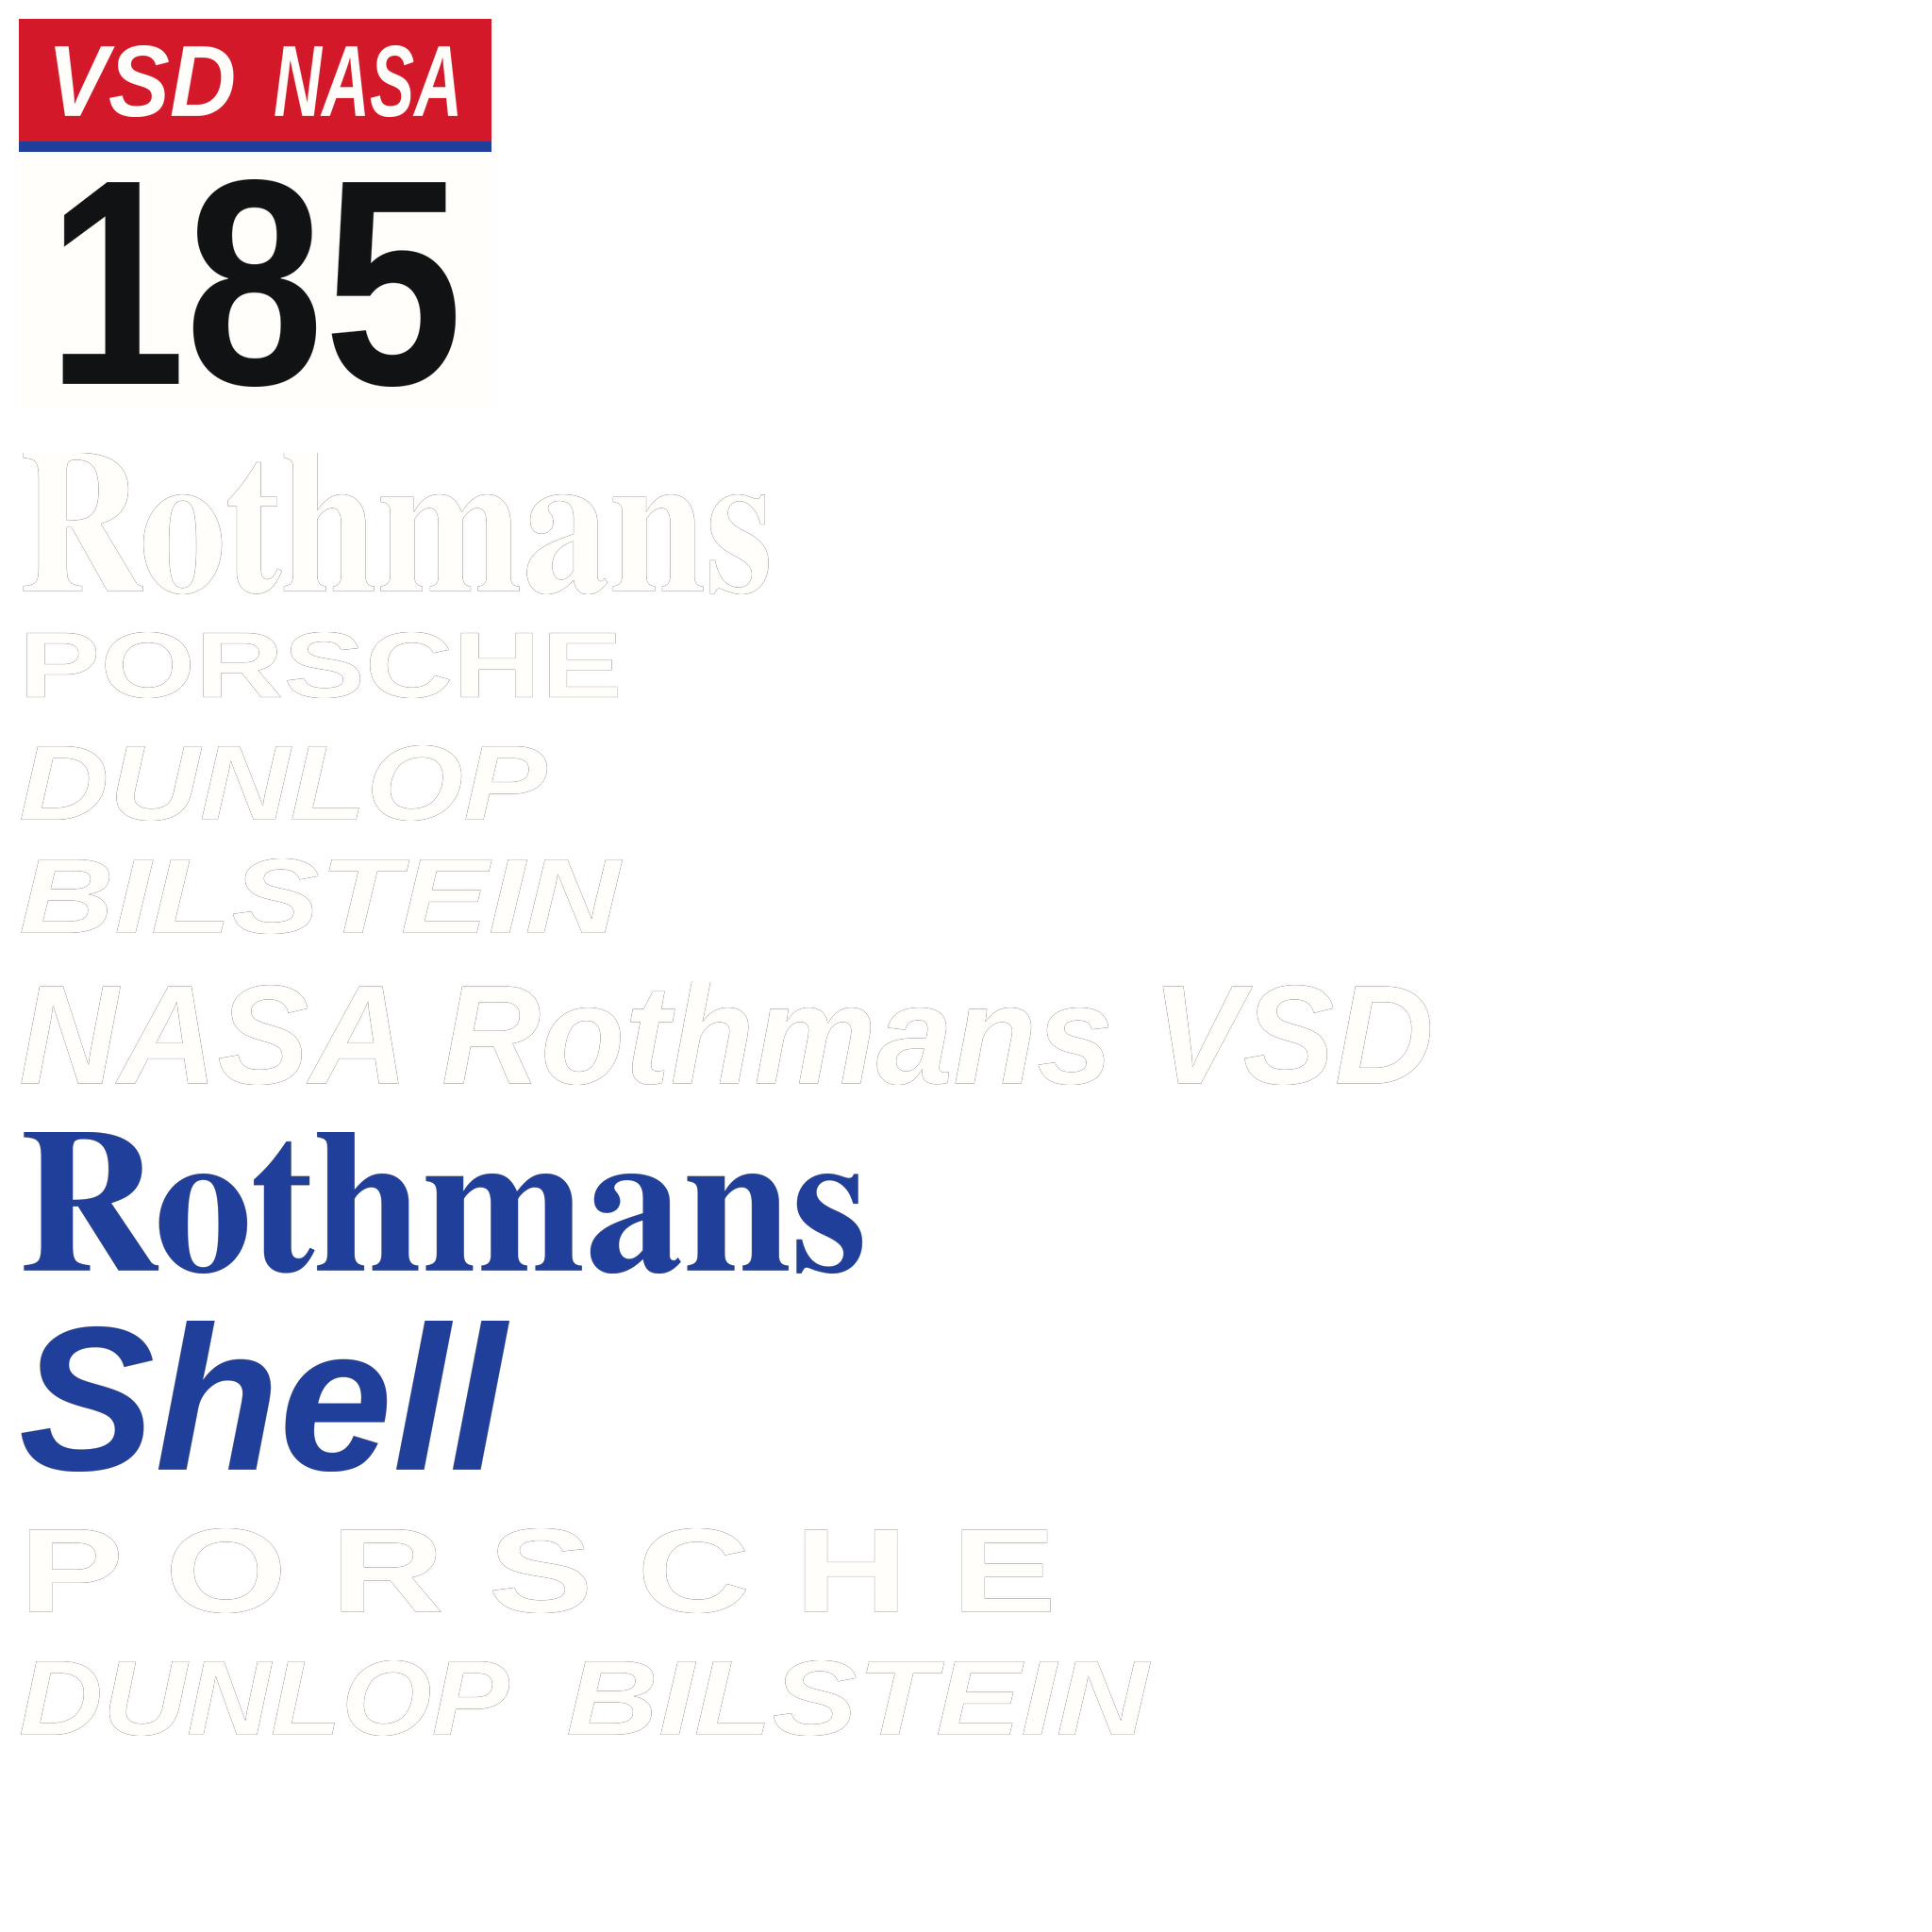 VSD NASA
185
Rothmans
PORSCHE
DUNLOP
BILSTEIN
NASA Rothmans VSD
Rothmans
Shell
PORSCHE
DUNLOP BILSTEIN